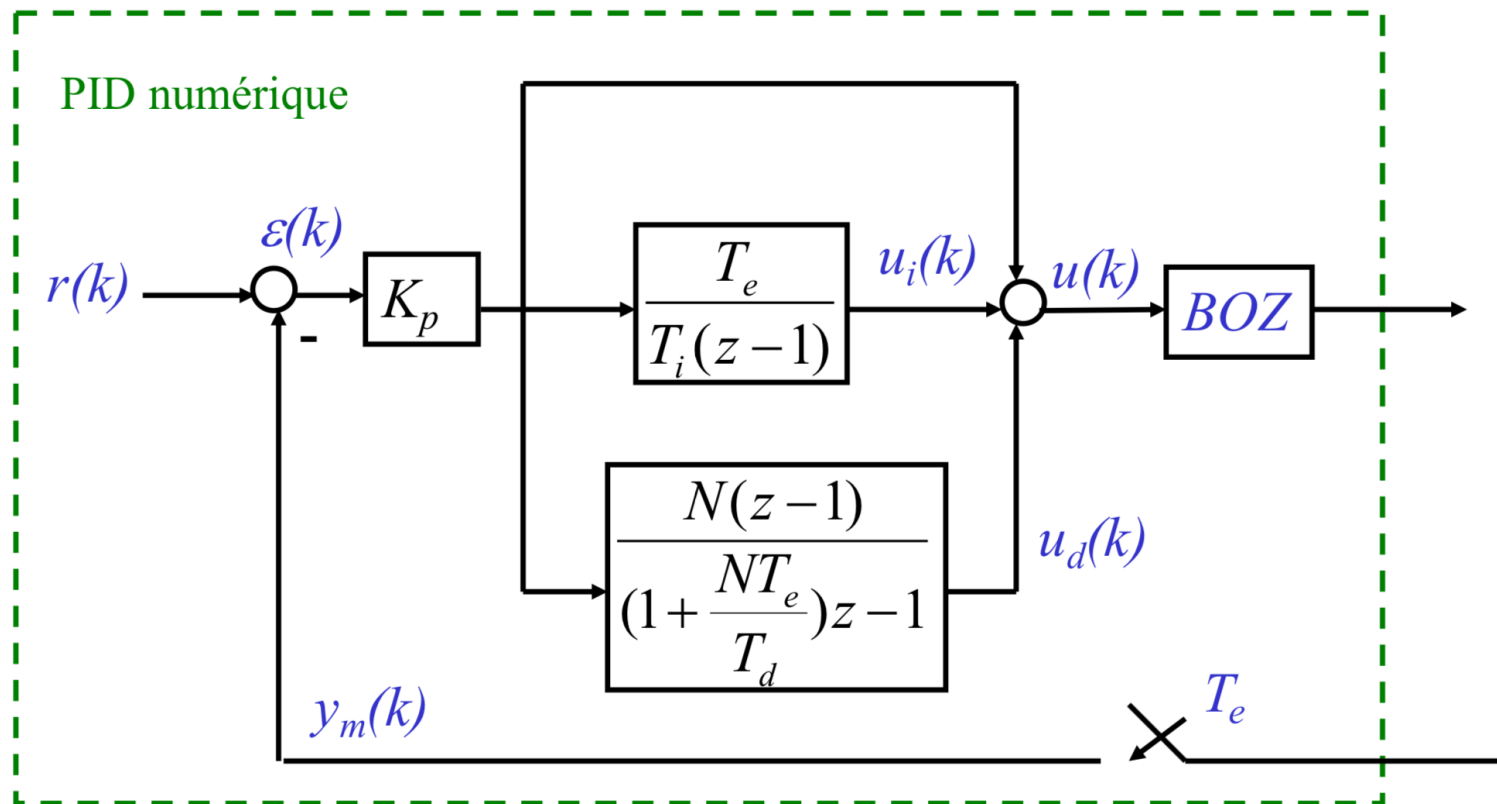 PID numérique
r(k)
ε(k)
-
K_p
T_e
T_i(z − 1)
u_i(k)
u(k)
BOZ
N(z − 1)
(1 + NT_e / T_d)z − 1
u_d(k)
y_m(k)
T_e